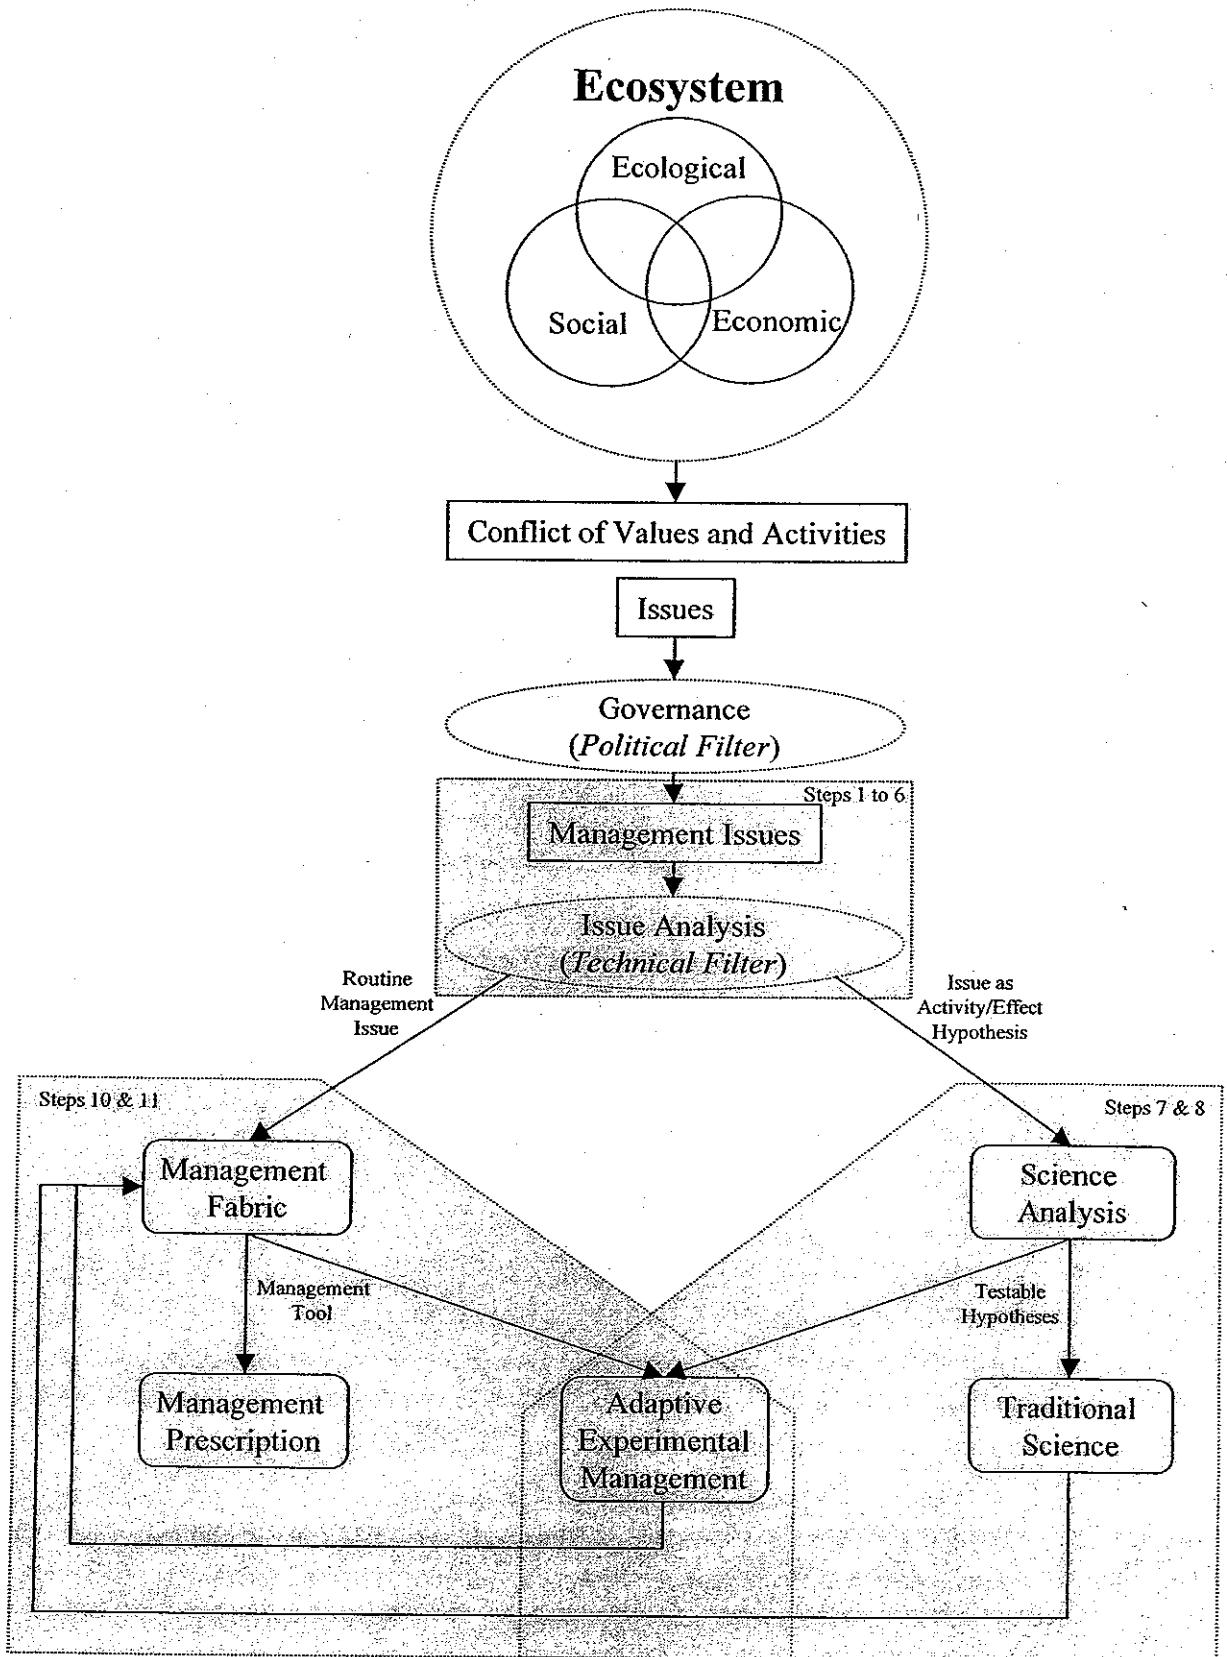 Ecosystem
Ecological
Social
Economic
Conflict of Values and Activities
Issues
Governance
(Political Filter)
Steps 1 to 6
Management Issues
Issue Analysis
(Technical Filter)
Routine
Management
Issue
Issue as
Activity/Effect
Hypothesis
Steps 10 & 11
Steps 7 & 8
Management
Fabric
Science
Analysis
Management
Tool
Testable
Hypotheses
Management
Prescription
Adaptive
Experimental
Management
Traditional
Science